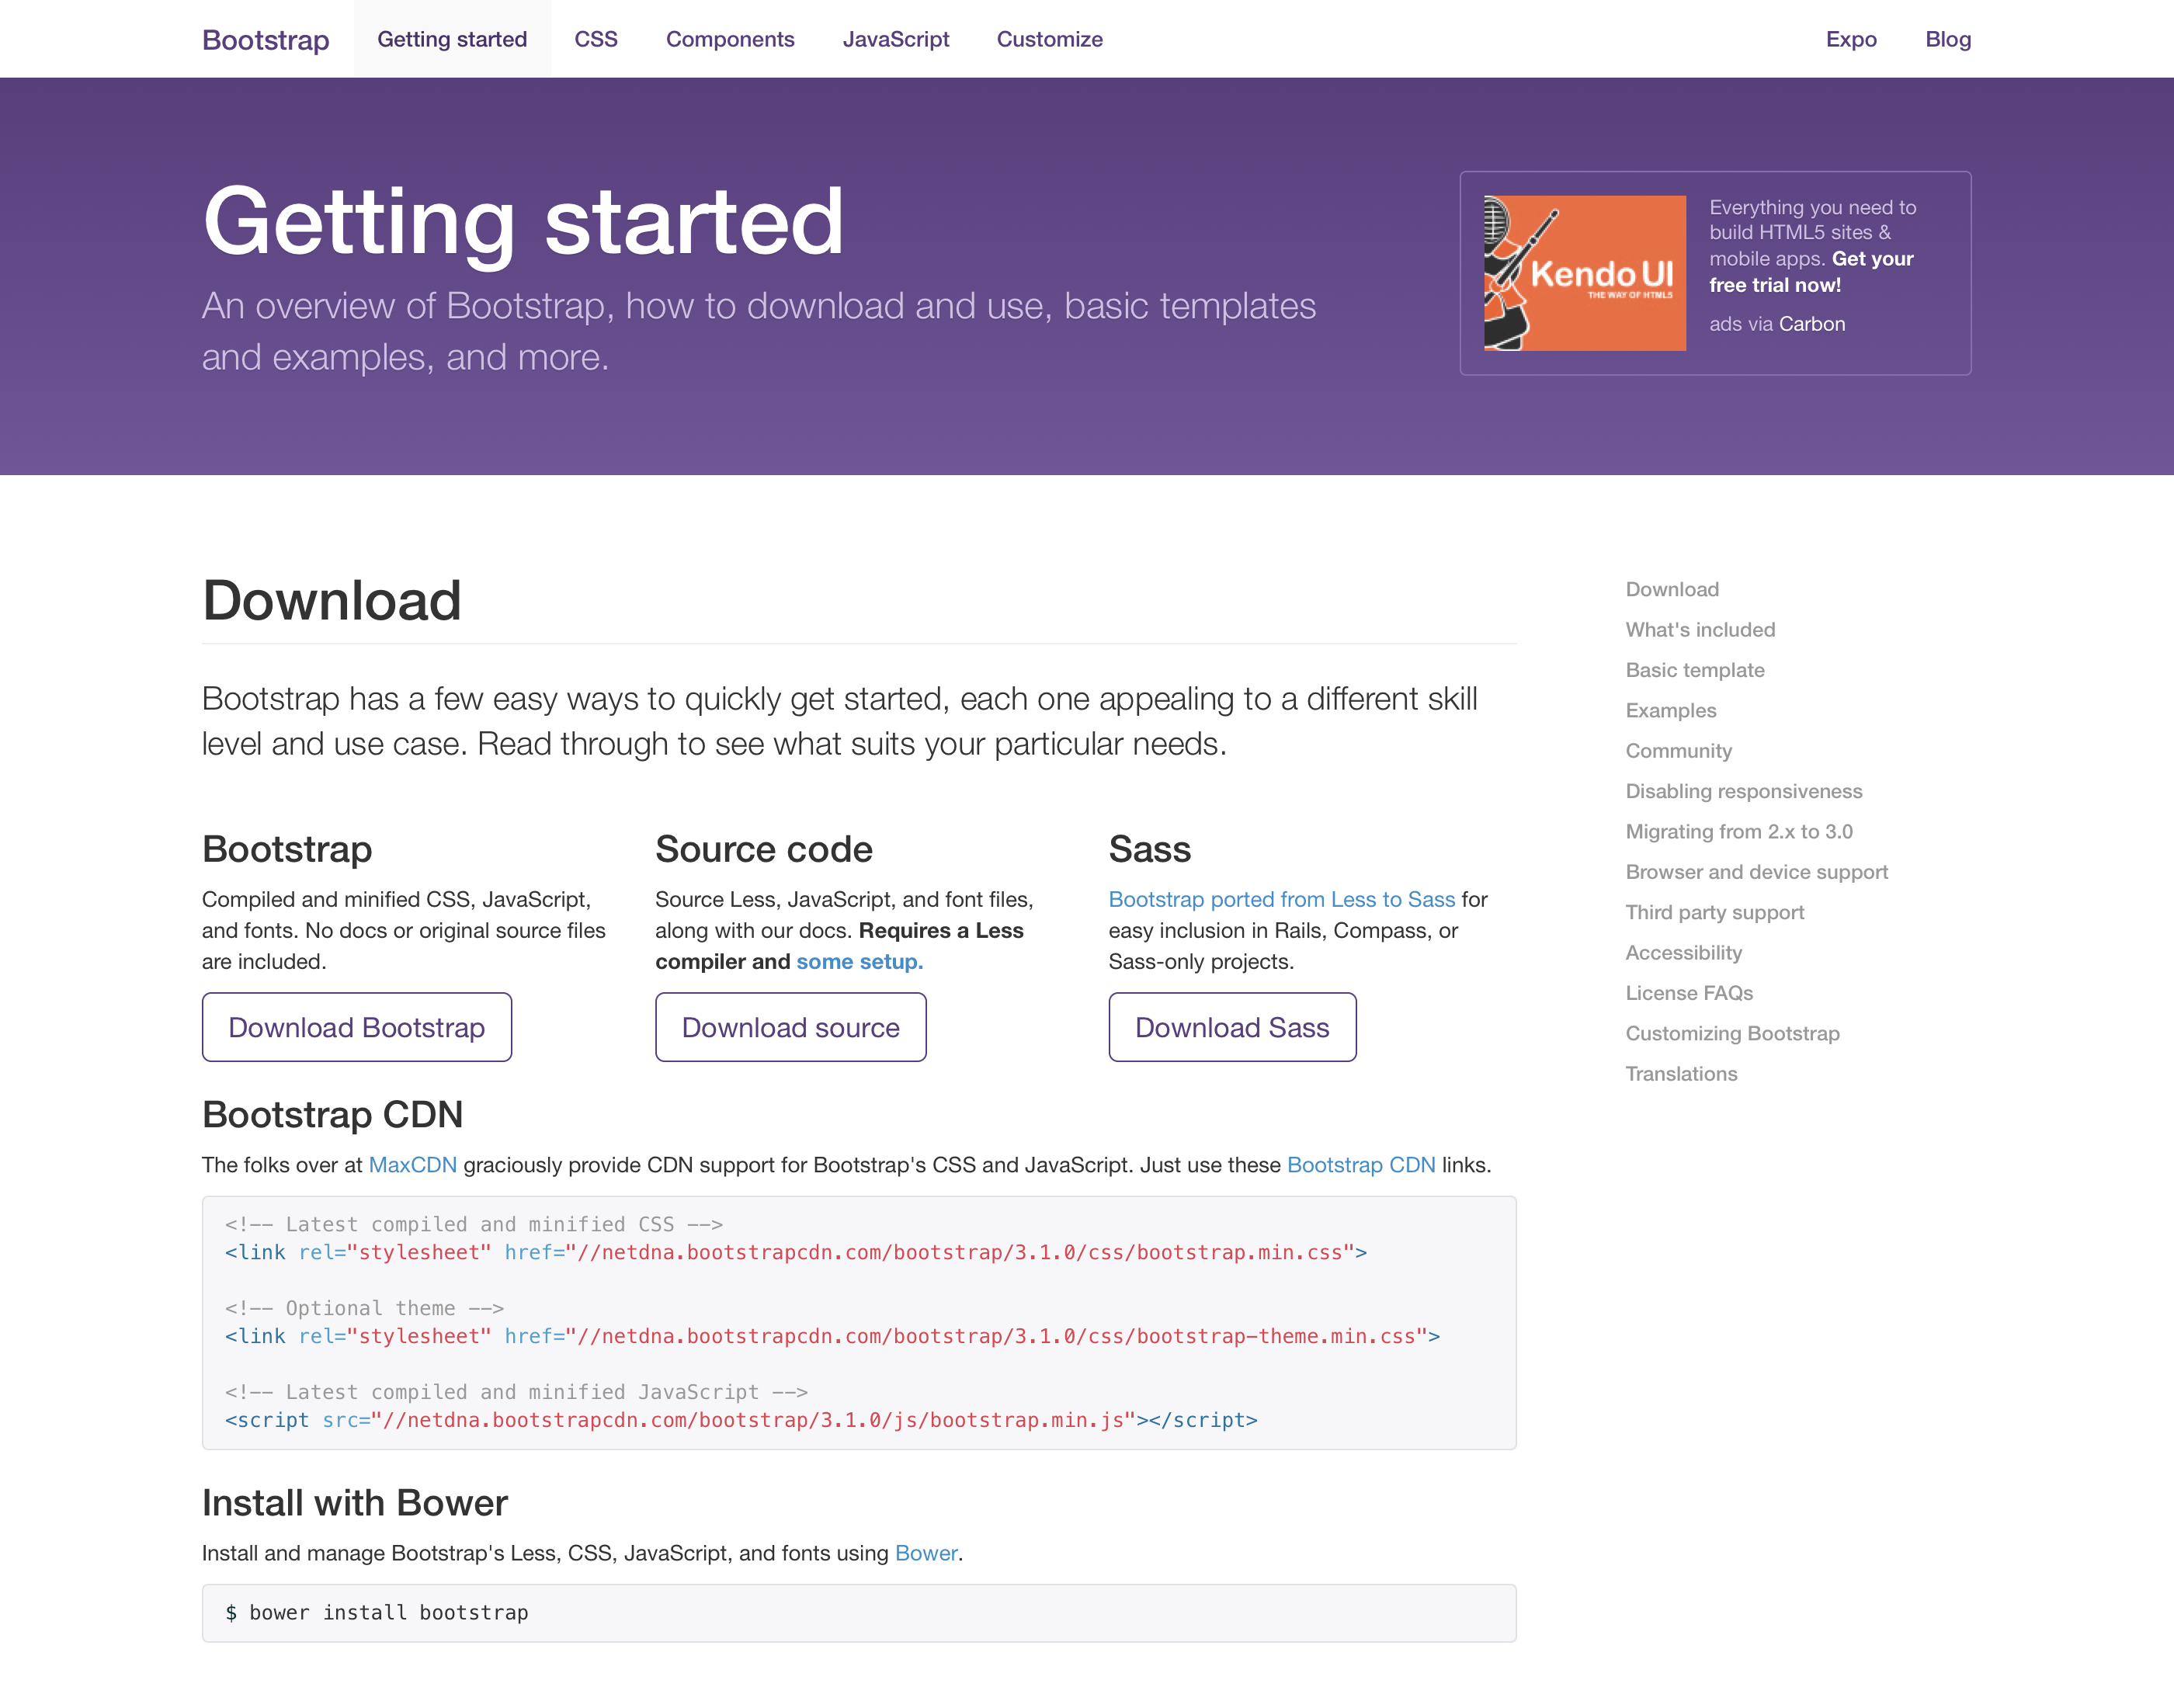 Bootstrap Getting started CSS Components JavaScript Customize Expo Blog
Getting started
An overview of Bootstrap, how to download and use, basic templates
and examples, and more.
Kendo UI
THE WAY OF HTML5
Everything you need to
build HTML5 sites &
mobile apps. Get your
free trial now!
ads via Carbon
Download
Bootstrap has a few easy ways to quickly get started, each one appealing to a different skill
level and use case. Read through to see what suits your particular needs.
Bootstrap
Compiled and minified CSS, JavaScript,
and fonts. No docs or original source files
are included.
Download Bootstrap
Source code
Source Less, JavaScript, and font files,
along with our docs. Requires a Less
compiler and some setup.
Download source
Sass
Bootstrap ported from Less to Sass for
easy inclusion in Rails, Compass, or
Sass-only projects.
Download Sass
Bootstrap CDN
The folks over at MaxCDN graciously provide CDN support for Bootstrap's CSS and JavaScript. Just use these Bootstrap CDN links.
<!-- Latest compiled and minified CSS -->
<link rel="stylesheet" href="//netdna.bootstrapcdn.com/bootstrap/3.1.0/css/bootstrap.min.css">
<!-- Optional theme -->
<link rel="stylesheet" href="//netdna.bootstrapcdn.com/bootstrap/3.1.0/css/bootstrap-theme.min.css">
<!-- Latest compiled and minified JavaScript -->
<script src="//netdna.bootstrapcdn.com/bootstrap/3.1.0/js/bootstrap.min.js"></script>
Install with Bower
Install and manage Bootstrap's Less, CSS, JavaScript, and fonts using Bower.
$ bower install bootstrap
Download
What's included
Basic template
Examples
Community
Disabling responsiveness
Migrating from 2.x to 3.0
Browser and device support
Third party support
Accessibility
License FAQs
Customizing Bootstrap
Translations